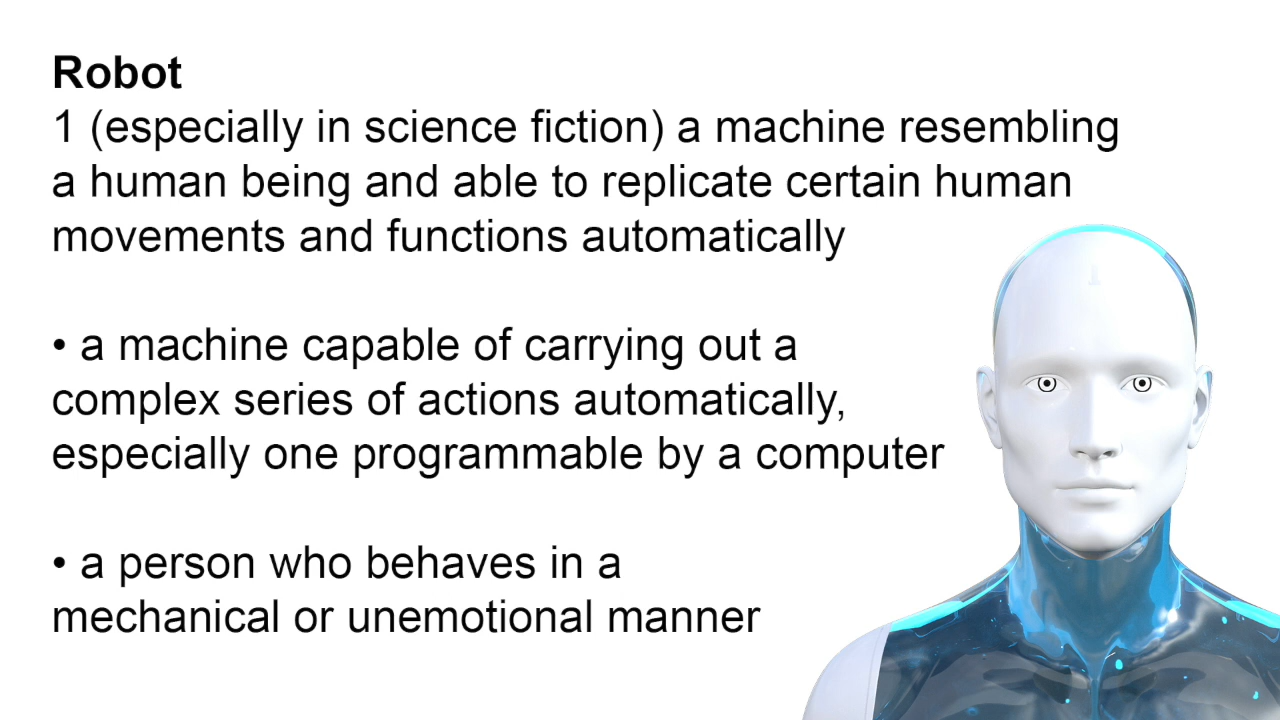 Robot
1 (especially in science fiction) a machine resembling
a human being and able to replicate certain human
movements and functions automatically
• a machine capable of carrying out a
complex series of actions automatically,
especially one programmable by a computer
• a person who behaves in a
mechanical or unemotional manner